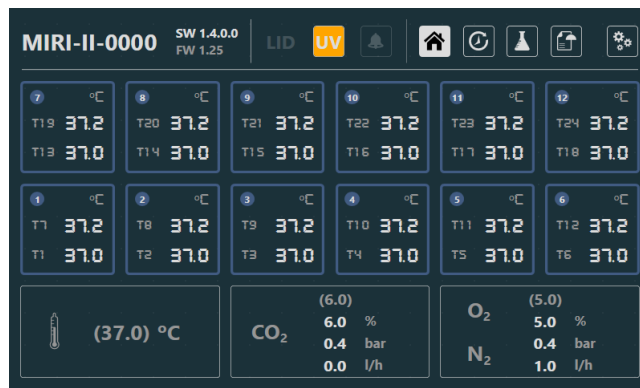 MIRI-II-0000 SW 1.4.0.0 LID UV
FW 1.25
7 °C 8 °C 9 °C 10 °C 11 °C 12 °C
T19 37.2 T20 37.2 T21 37.2 T22 37.2 T23 37.2 T24 37.2
T13 37.0 T14 37.0 T15 37.0 T16 37.0 T17 37.0 T18 37.0
1 °C 2 °C 3 °C 4 °C 5 °C 6 °C
T7 37.2 T8 37.2 T9 37.2 T10 37.2 T11 37.2 T12 37.2
T1 37.0 T2 37.0 T3 37.0 T4 37.0 T5 37.0 T6 37.0
(37.0) °C
CO₂
(6.0)
6.0 %
0.4 bar
0.0 l/h
O₂
N₂
(5.0)
5.0 %
0.4 bar
1.0 l/h